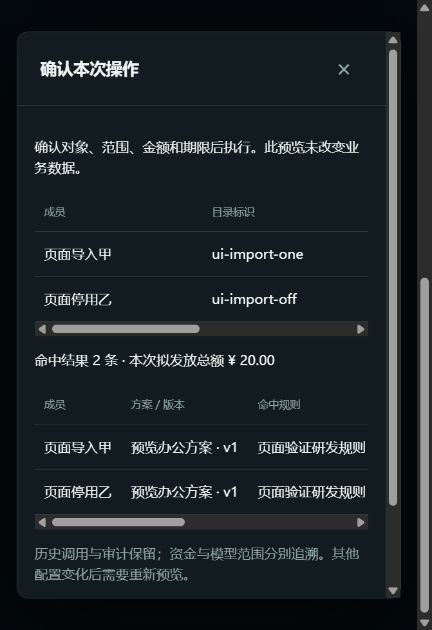 确认本次操作
确认对象、范围、金额和期限后执行。此预览未改变业
务数据。
成员 目录标识
页面导入甲 ui-import-one
页面停用乙 ui-import-off
命中结果 2 条 · 本次拟发放总额 ¥ 20.00
成员 方案 / 版本 命中规则
页面导入甲 预览办公方案 · v1 页面验证研发规则
页面停用乙 预览办公方案 · v1 页面验证研发规则
历史调用与审计保留；资金与模型范围分别追溯。其他
配置变化后需要重新预览。